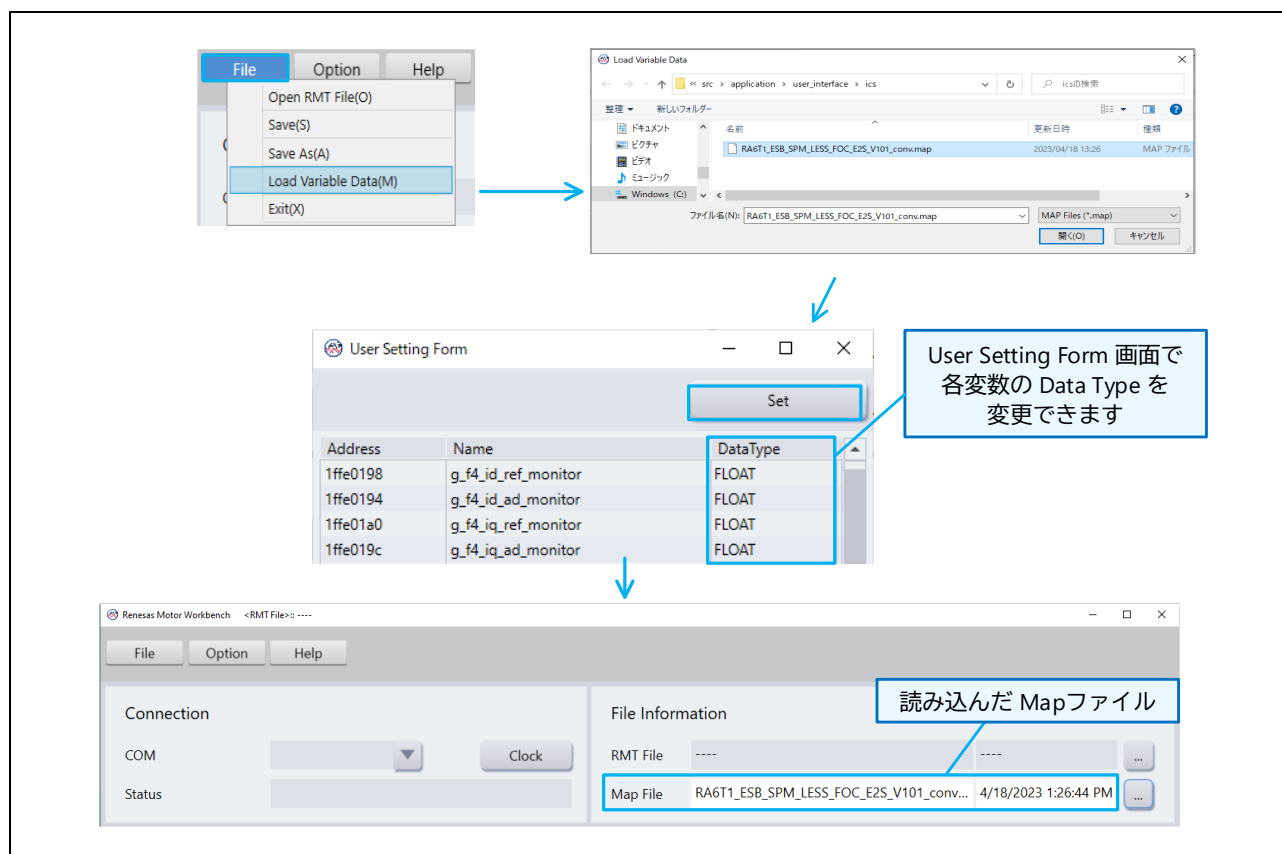 File Option Help
Open RMT File(O)
Save(S)
Save As(A)
Load Variable Data(M)
Exit(X)
Load Variable Data
« src › application › user_interface › ics
icsの検索
整理 新しいフォルダー
ドキュメント
ピクチャ
ビデオ
ミュージック
Windows (C:)
名前 更新日時 種類
RA6T1_ESB_SPM_LESS_FOC_E2S_V101_conv.map 2023/04/18 13:26 MAP ファイル
ファイル名(N): RA6T1_ESB_SPM_LESS_FOC_E2S_V101_conv.map MAP Files (*.map)
開く(O) キャンセル
User Setting Form
Set
Address Name DataType
1ffe0198 g_f4_id_ref_monitor FLOAT
1ffe0194 g_f4_id_ad_monitor FLOAT
1ffe01a0 g_f4_iq_ref_monitor FLOAT
1ffe019c g_f4_iq_ad_monitor FLOAT
User Setting Form 画面で
各変数の Data Type を
変更できます
Renesas Motor Workbench <RMT File>:: ----
File Option Help
読み込んだ Mapファイル
Connection
COM Clock
Status
File Information
RMT File ---- ---- ...
Map File RA6T1_ESB_SPM_LESS_FOC_E2S_V101_conv... 4/18/2023 1:26:44 PM ...